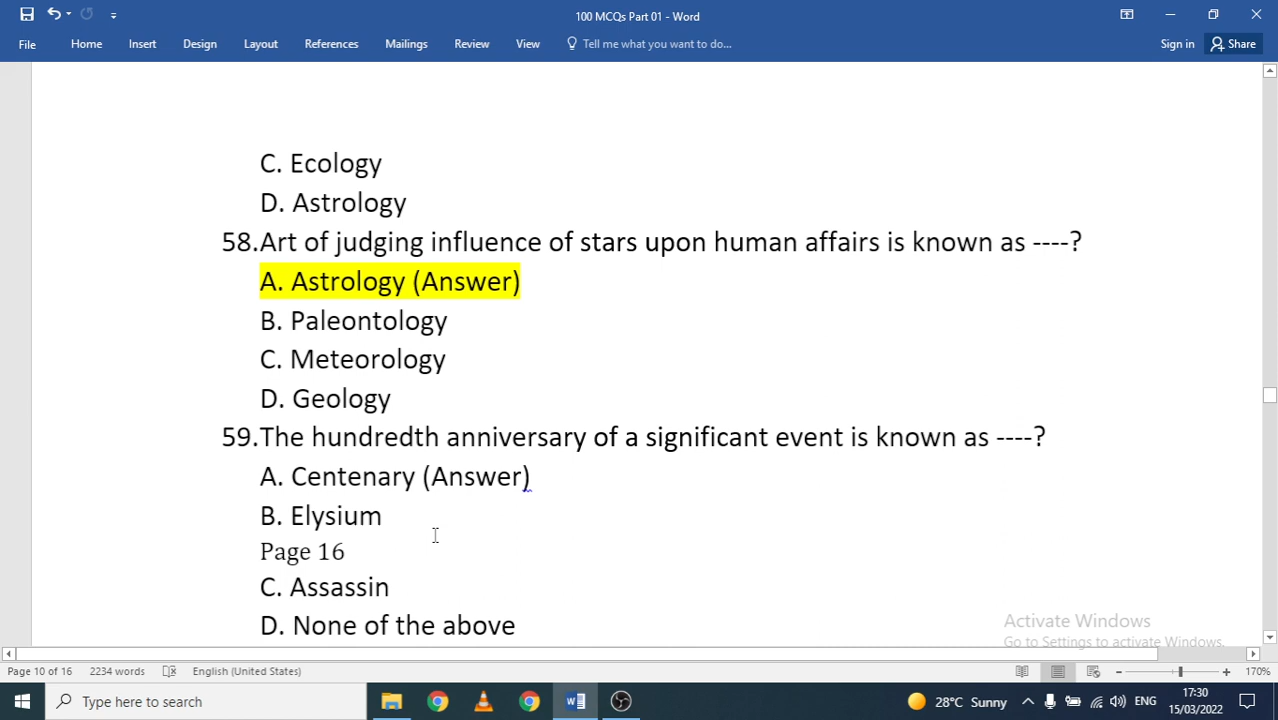 100 MCQs Part 01 - Word
File Home Insert Design Layout References Mailings Review View Tell me what you want to do... Sign in Share
C. Ecology
D. Astrology
58.Art of judging influence of stars upon human affairs is known as ----?
A. Astrology (Answer)
B. Paleontology
C. Meteorology
D. Geology
59.The hundredth anniversary of a significant event is known as ----?
A. Centenary (Answer)
B. Elysium
Page 16
C. Assassin
D. None of the above
Activate Windows
Go to Settings to activate Windows.
Page 10 of 16 2234 words English (United States) 170%
Type here to search 28°C Sunny ENG 17:30
15/03/2022